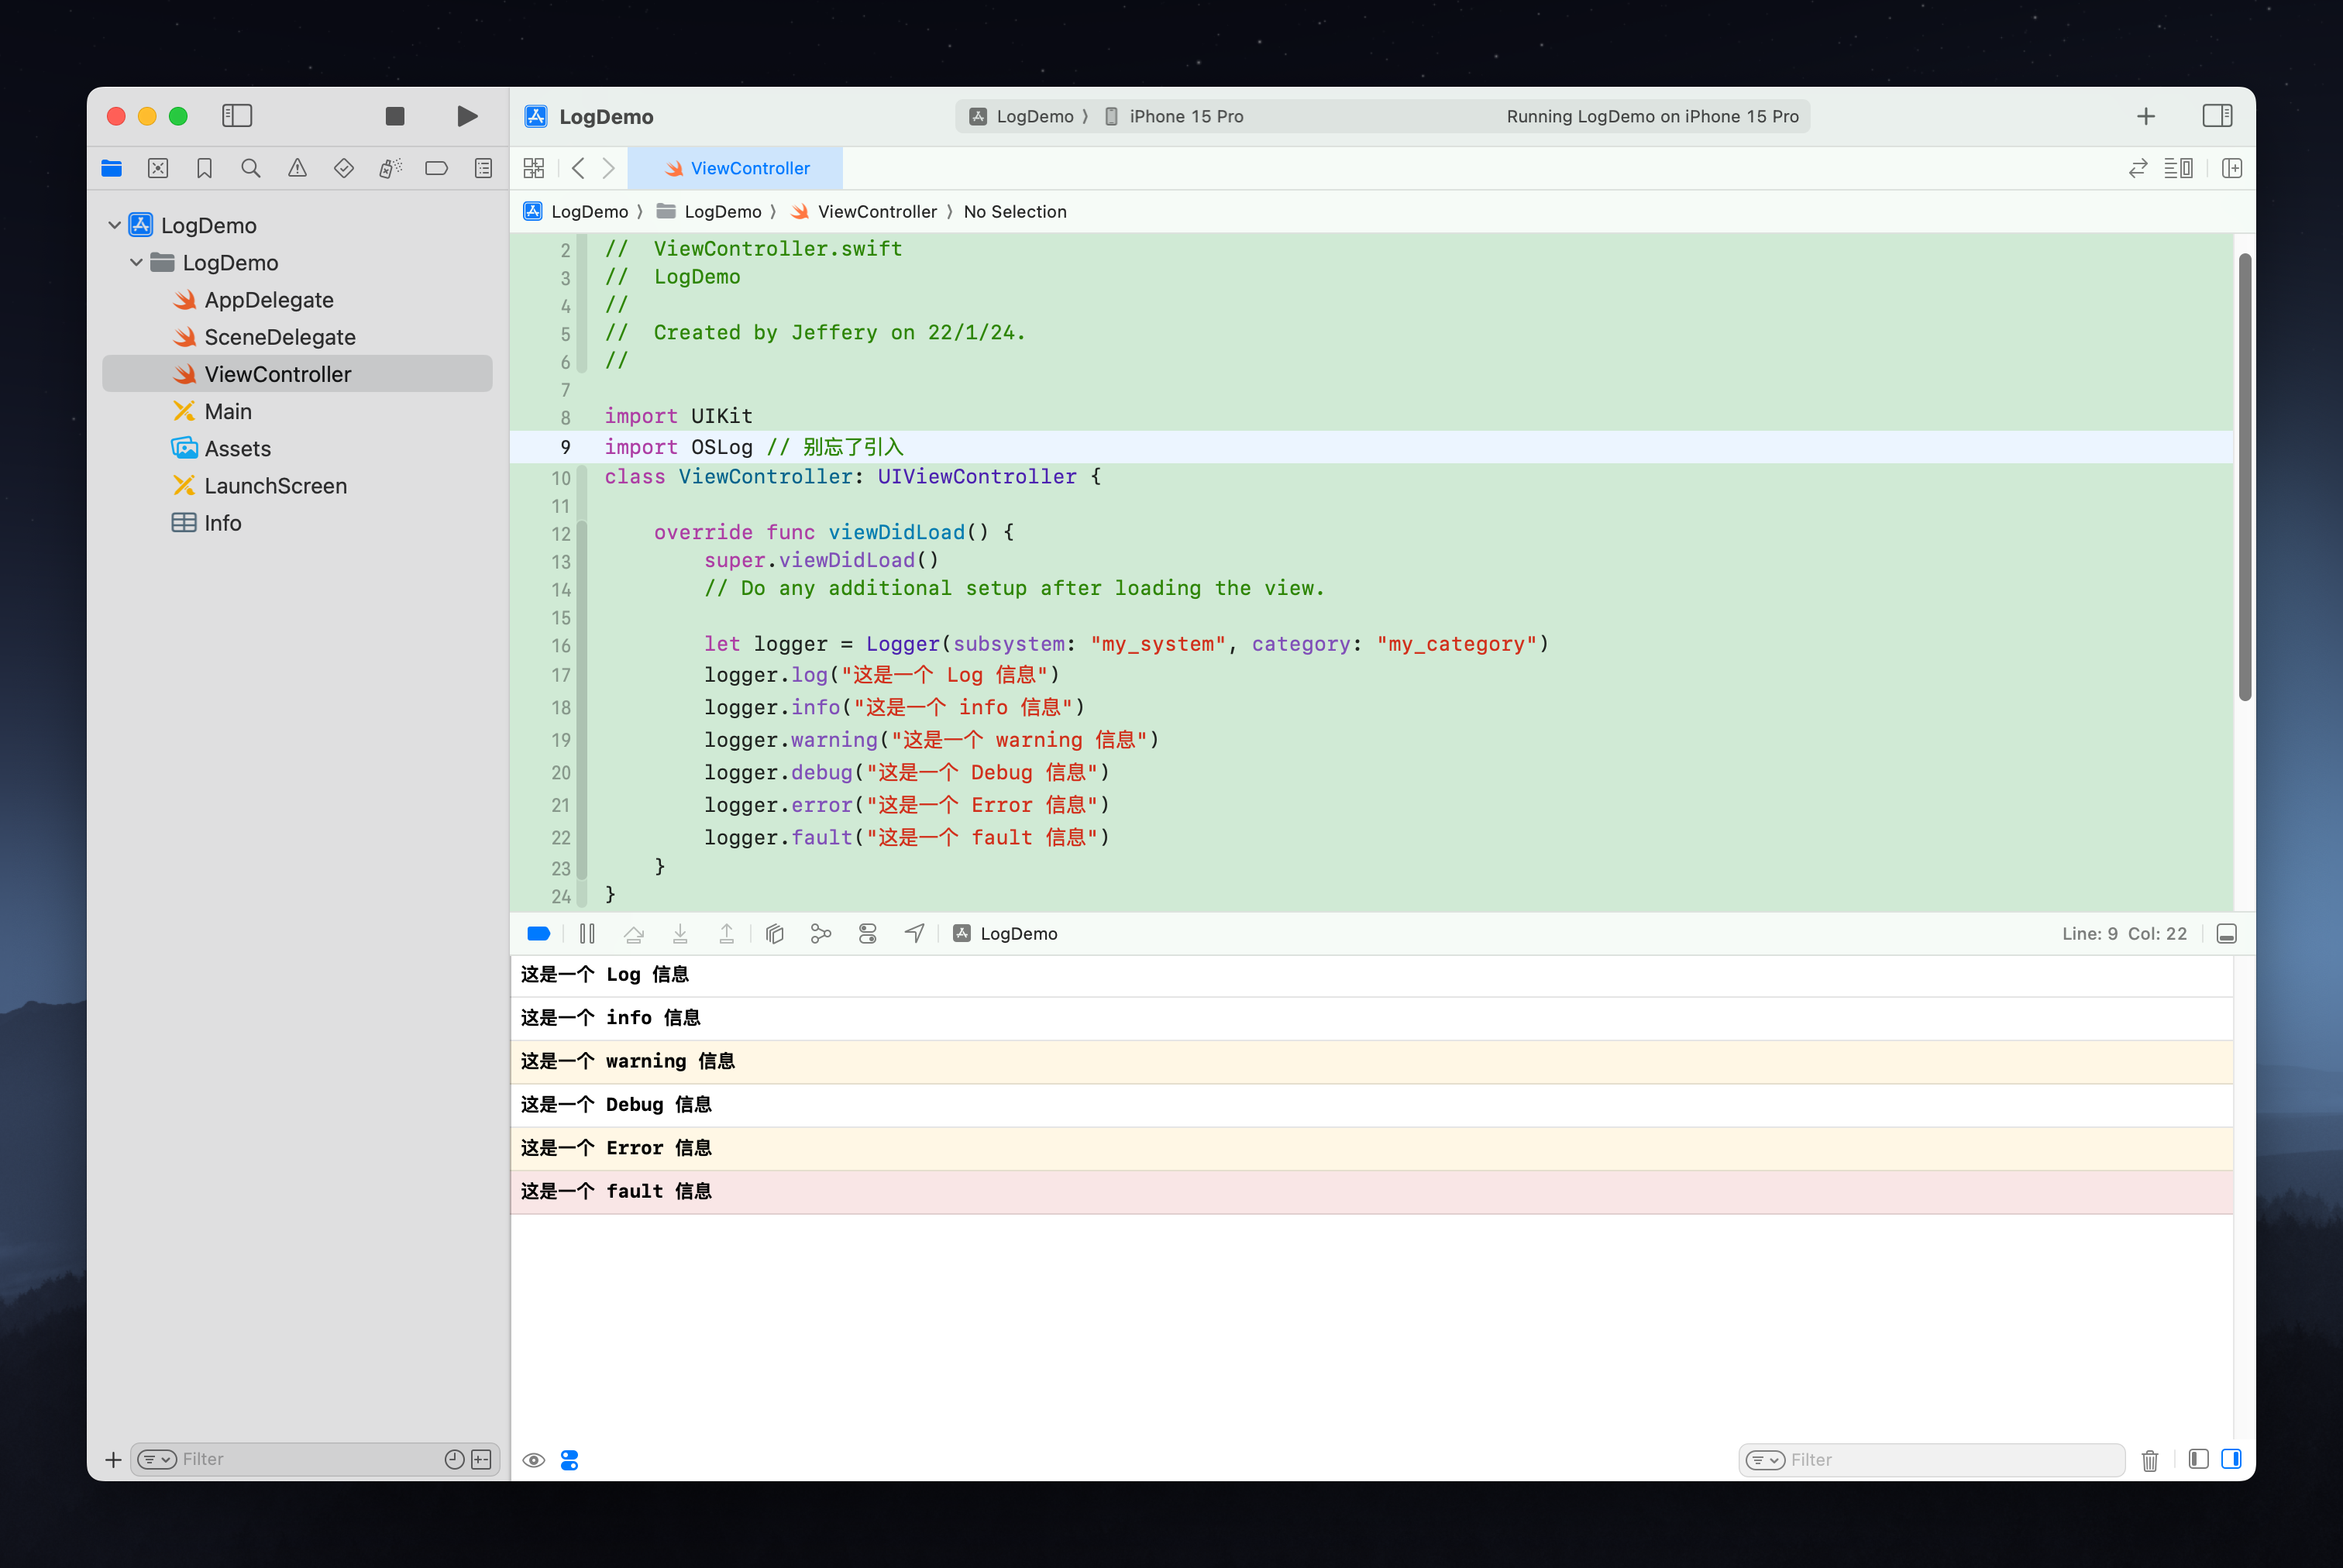 LogDemo
LogDemo 〉 iPhone 15 Pro
Running LogDemo on iPhone 15 Pro
ViewController
LogDemo 〉 LogDemo 〉 ViewController 〉 No Selection
LogDemo
LogDemo
AppDelegate
SceneDelegate
ViewController
Main
Assets
LaunchScreen
Info
Filter
2 //  ViewController.swift
3 //  LogDemo
4 //
5 //  Created by Jeffery on 22/1/24.
6 //
7
8 import UIKit
9 import OSLog // 别忘了引入
10 class ViewController: UIViewController {
11
12     override func viewDidLoad() {
13         super.viewDidLoad()
14         // Do any additional setup after loading the view.
15
16         let logger = Logger(subsystem: "my_system", category: "my_category")
17         logger.log("这是一个 Log 信息")
18         logger.info("这是一个 info 信息")
19         logger.warning("这是一个 warning 信息")
20         logger.debug("这是一个 Debug 信息")
21         logger.error("这是一个 Error 信息")
22         logger.fault("这是一个 fault 信息")
23     }
24 }
LogDemo
Line: 9 Col: 22
这是一个 Log 信息
这是一个 info 信息
这是一个 warning 信息
这是一个 Debug 信息
这是一个 Error 信息
这是一个 fault 信息
Filter